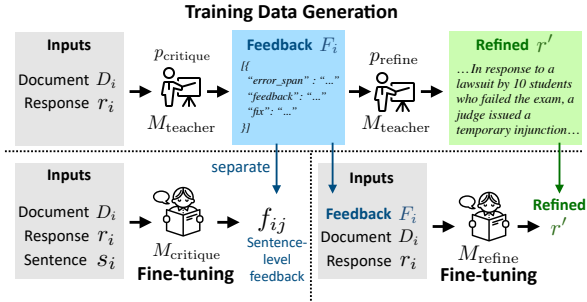 Training Data Generation
Inputs
Document D_i
Response r_i
p_critique
M_teacher
Feedback F_i
[{
"error_span" : "..."
"feedback": "..."
"fix": "..."
}]
p_refine
M_teacher
Refined r'
…In response to a
lawsuit by 10 students
who failed the exam, a
judge issued a
temporary injunction…
Inputs
Document D_i
Response r_i
Sentence s_i
M_critique
Fine-tuning
separate
f_ij
Sentence-
level
feedback
Inputs
Feedback F_i
Document D_i
Response r_i
M_refine
Fine-tuning
Refined
r'